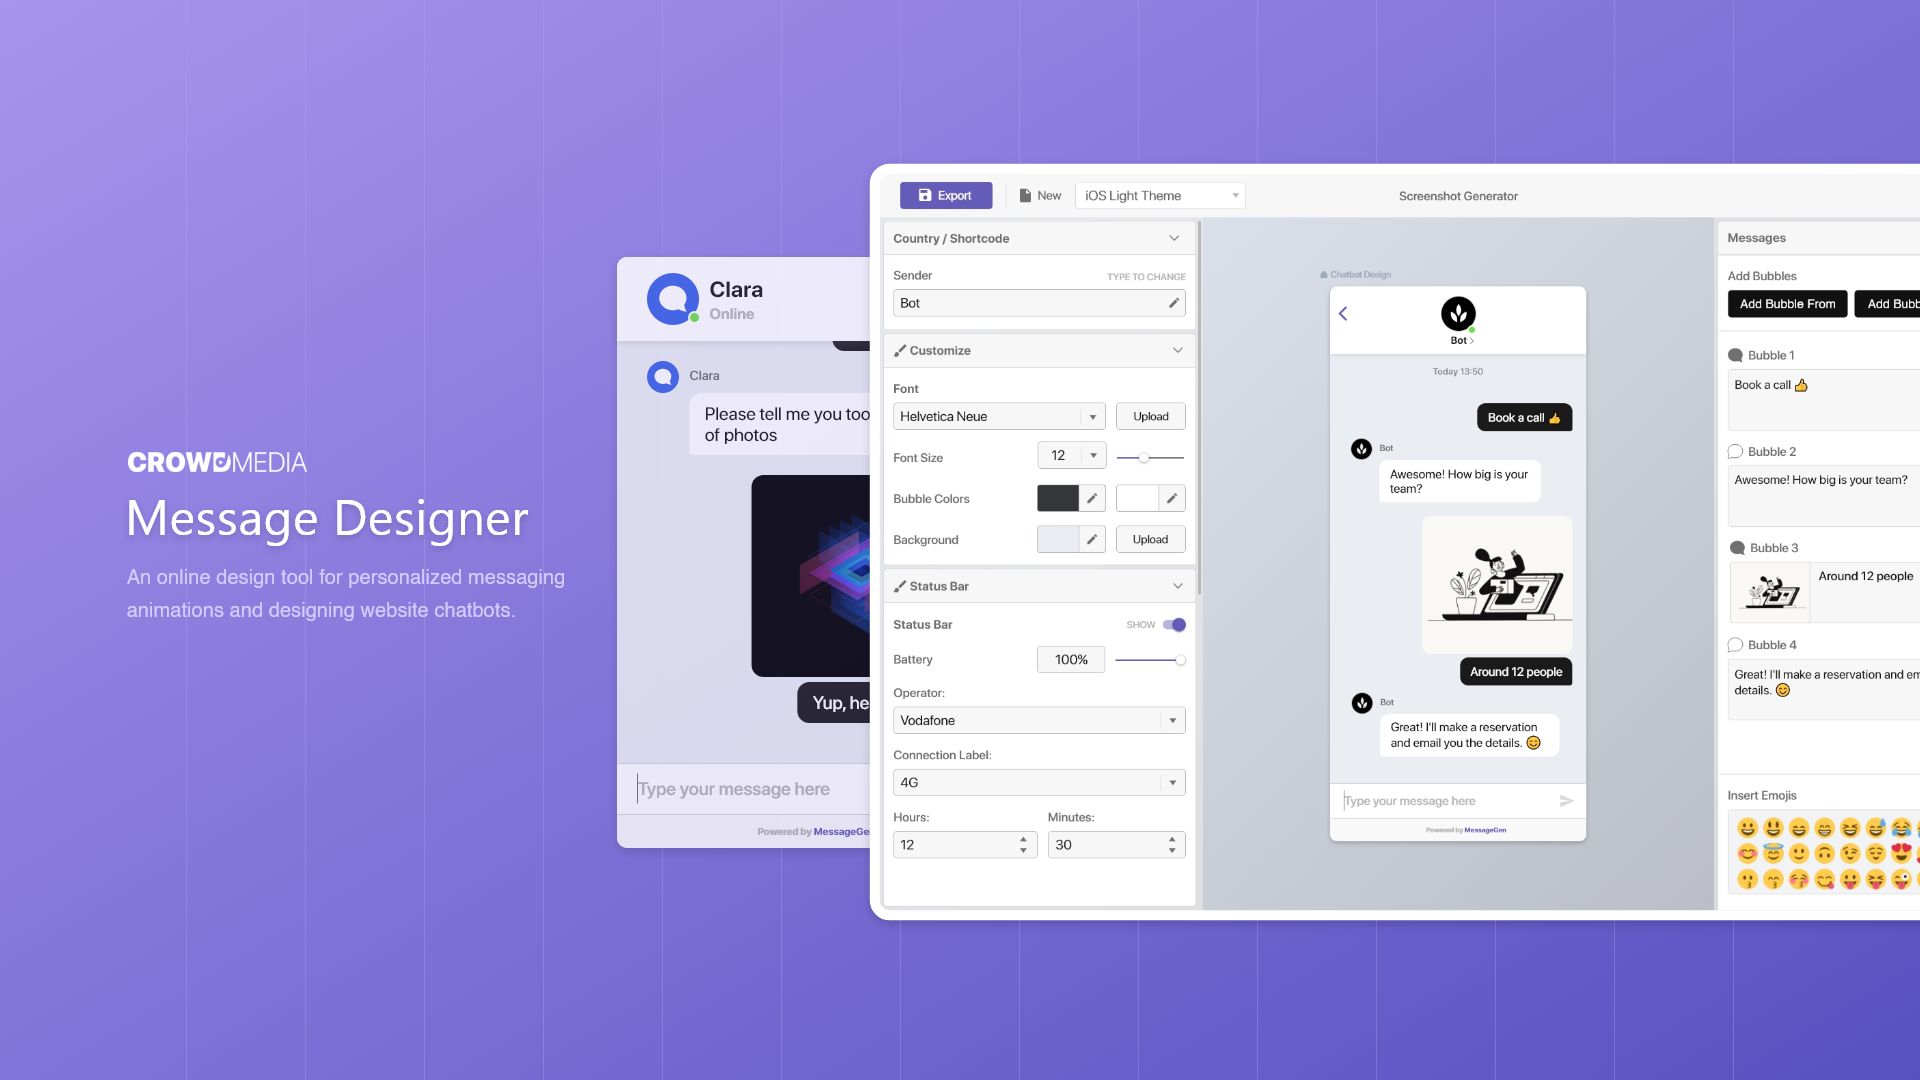 CROWDMEDIA
Message Designer
An online design tool for personalized messaging
animations and designing website chatbots.
Clara
Online
Clara
Please tell me you too
of photos
Yup, he
Type your message here
Powered by MessageGe
Export
New
iOS Light Theme
Screenshot Generator
Country / Shortcode
Sender
TYPE TO CHANGE
Bot
Customize
Font
Helvetica Neue
Upload
Font Size
12
Bubble Colors
Background
Upload
Status Bar
Status Bar
SHOW
Battery
100%
Operator:
Vodafone
Connection Label:
4G
Hours:
Minutes:
12
30
Chatbot Design
Bot
Today 13:50
Book a call 👍
Bot
Awesome! How big is your
team?
Around 12 people
Bot
Great! I'll make a reservation
and email you the details. 😊
Type your message here
Powered by MessageGen
Messages
Add Bubbles
Add Bubble From
Add Bubb
Bubble 1
Book a call 👍
Bubble 2
Awesome! How big is your team?
Bubble 3
Around 12 people
Bubble 4
Great! I'll make a reservation and em
details. 😊
Insert Emojis